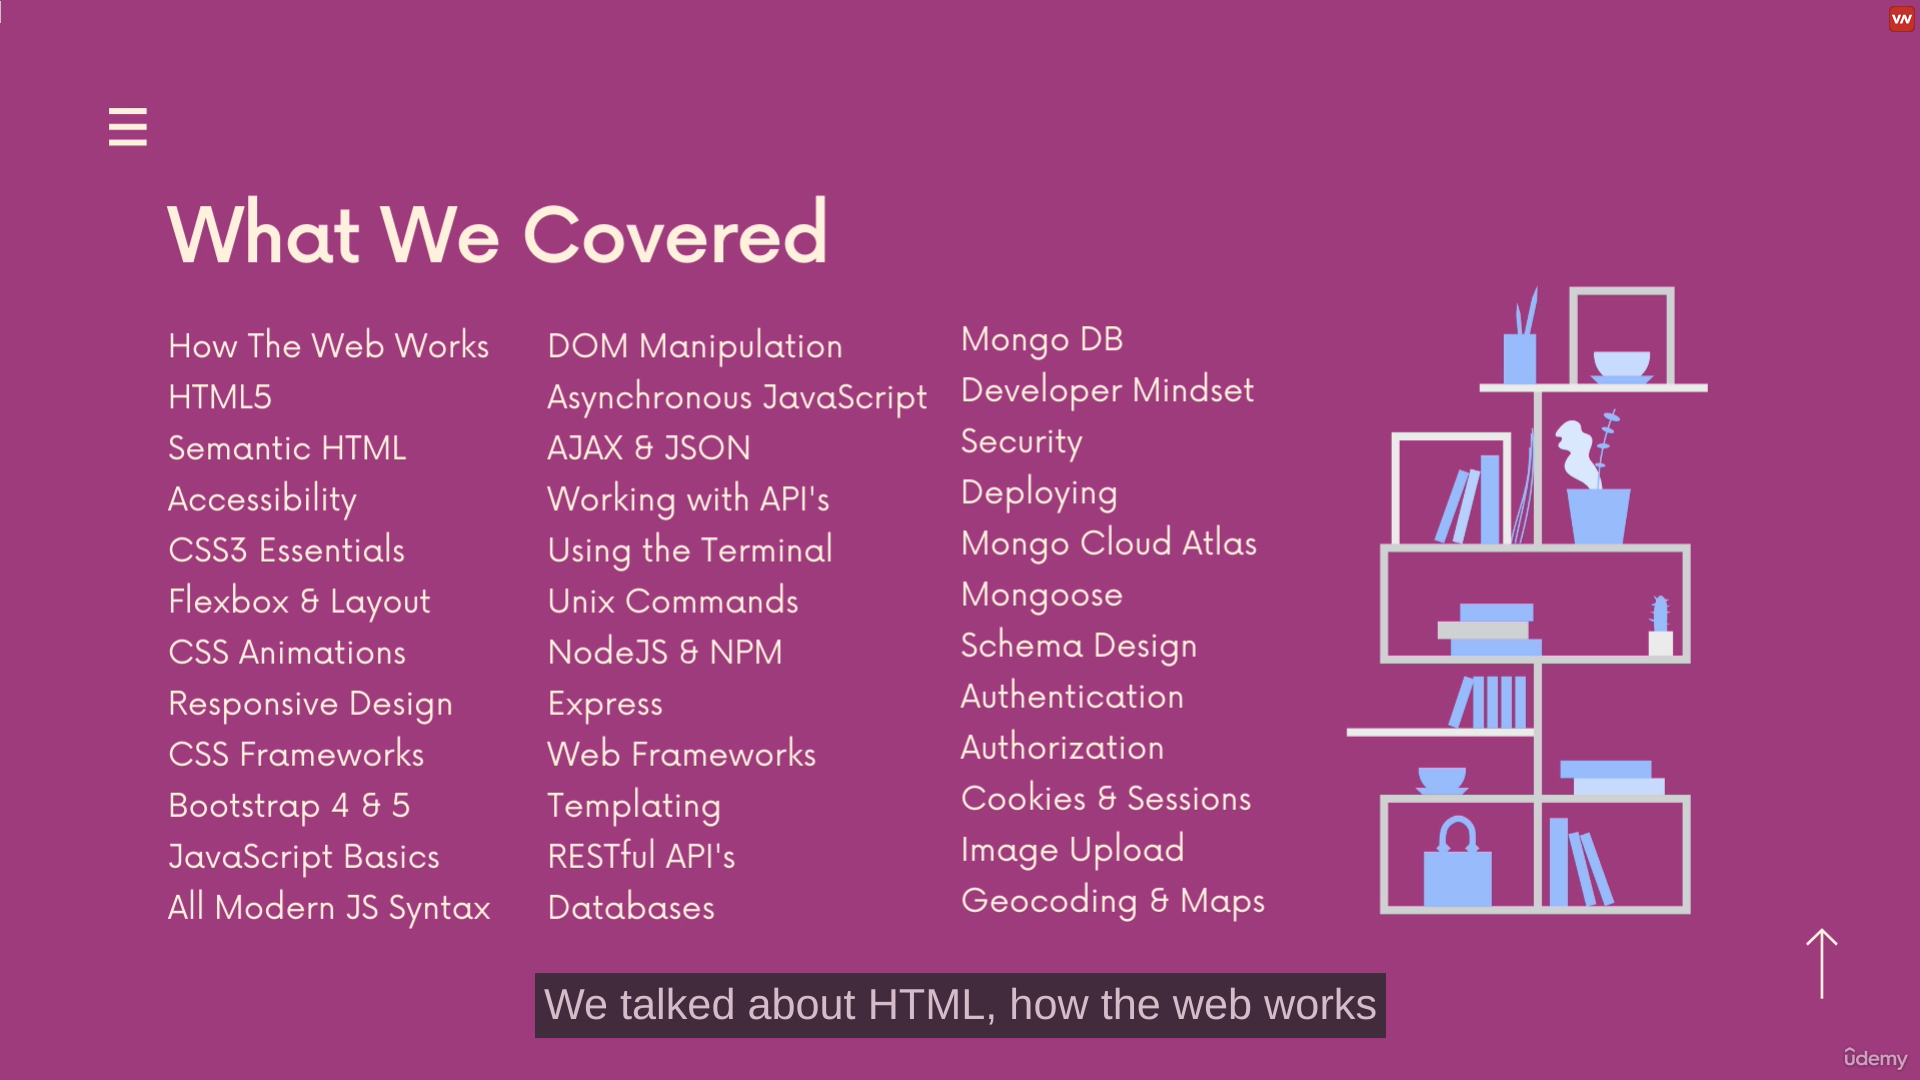 VN
What We Covered
How The Web Works
HTML5
Semantic HTML
Accessibility
CSS3 Essentials
Flexbox & Layout
CSS Animations
Responsive Design
CSS Frameworks
Bootstrap 4 & 5
JavaScript Basics
All Modern JS Syntax
DOM Manipulation
Asynchronous JavaScript
AJAX & JSON
Working with API's
Using the Terminal
Unix Commands
NodeJS & NPM
Express
Web Frameworks
Templating
RESTful API's
Databases
Mongo DB
Developer Mindset
Security
Deploying
Mongo Cloud Atlas
Mongoose
Schema Design
Authentication
Authorization
Cookies & Sessions
Image Upload
Geocoding & Maps
We talked about HTML, how the web works
ûdemy